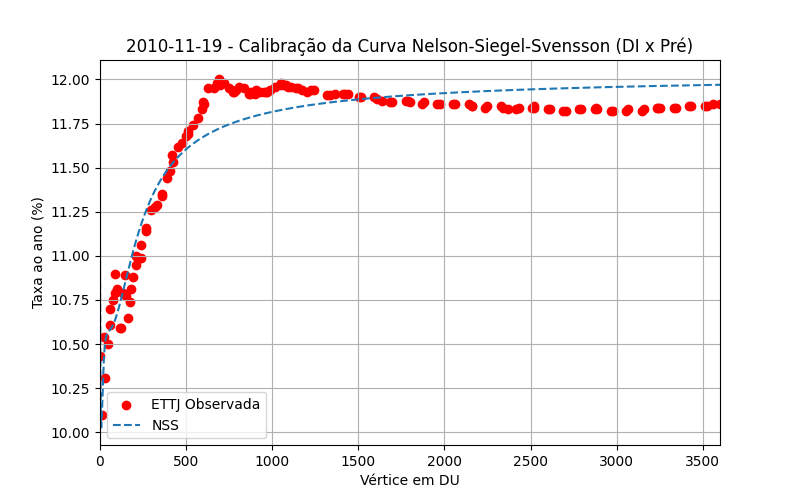 2010-11-19 - Calibração da Curva Nelson-Siegel-Svensson (DI x Pré)
Taxa ao ano (%)
12.00
11.75
11.50
11.25
11.00
10.75
10.50
10.25
10.00
ETTJ Observada
NSS
0 500 1000 1500 2000 2500 3000 3500
Vértice em DU